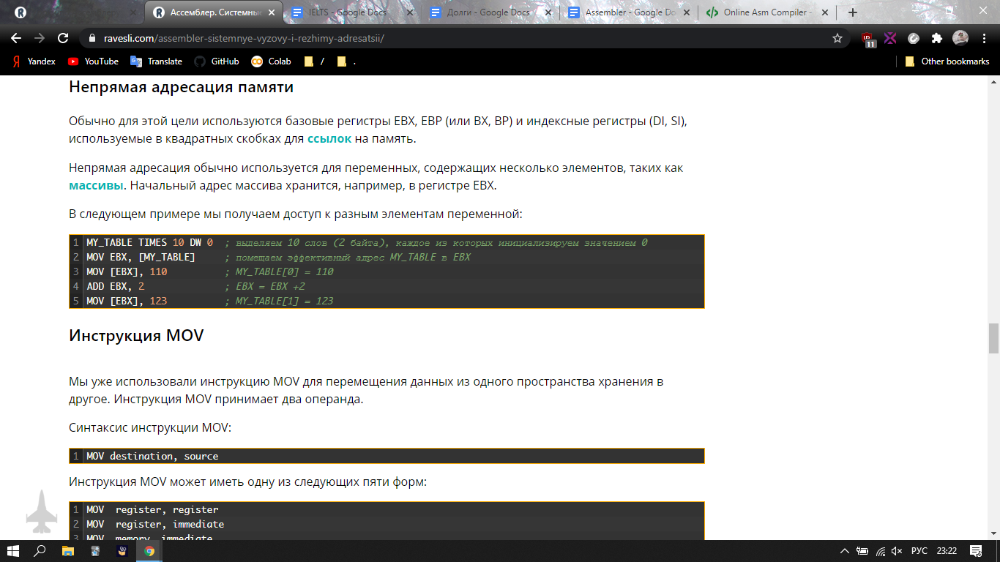 Ассемблер. Системны
IELTS - Google Docs
Долги - Google Docs
Assembler - Google Do
Online Asm Compiler -
ravesli.com/assembler-sistemnye-vyzovy-i-rezhimy-adresatsii/
11
Yandex
YouTube
Translate
GitHub
Colab
/
.
Other bookmarks
Непрямая адресация памяти
Обычно для этой цели используются базовые регистры EBX, EBP (или BX, BP) и индексные регистры (DI, SI),
используемые в квадратных скобках для ссылок на память.
Непрямая адресация обычно используется для переменных, содержащих несколько элементов, таких как
массивы. Начальный адрес массива хранится, например, в регистре EBX.
В следующем примере мы получаем доступ к разным элементам переменной:
1 MY_TABLE TIMES 10 DW 0 ; выделяем 10 слов (2 байта), каждое из которых инициализируем значением 0
2 MOV EBX, [MY_TABLE] ; помещаем эффективный адрес MY_TABLE в EBX
3 MOV [EBX], 110 ; MY_TABLE[0] = 110
4 ADD EBX, 2 ; EBX = EBX +2
5 MOV [EBX], 123 ; MY_TABLE[1] = 123
Инструкция MOV
Мы уже использовали инструкцию MOV для перемещения данных из одного пространства хранения в
другое. Инструкция MOV принимает два операнда.
Синтаксис инструкции MOV:
1 MOV destination, source
Инструкция MOV может иметь одну из следующих пяти форм:
1 MOV register, register
2 MOV register, immediate
3 MOV memory, immediate
РУС
23:22